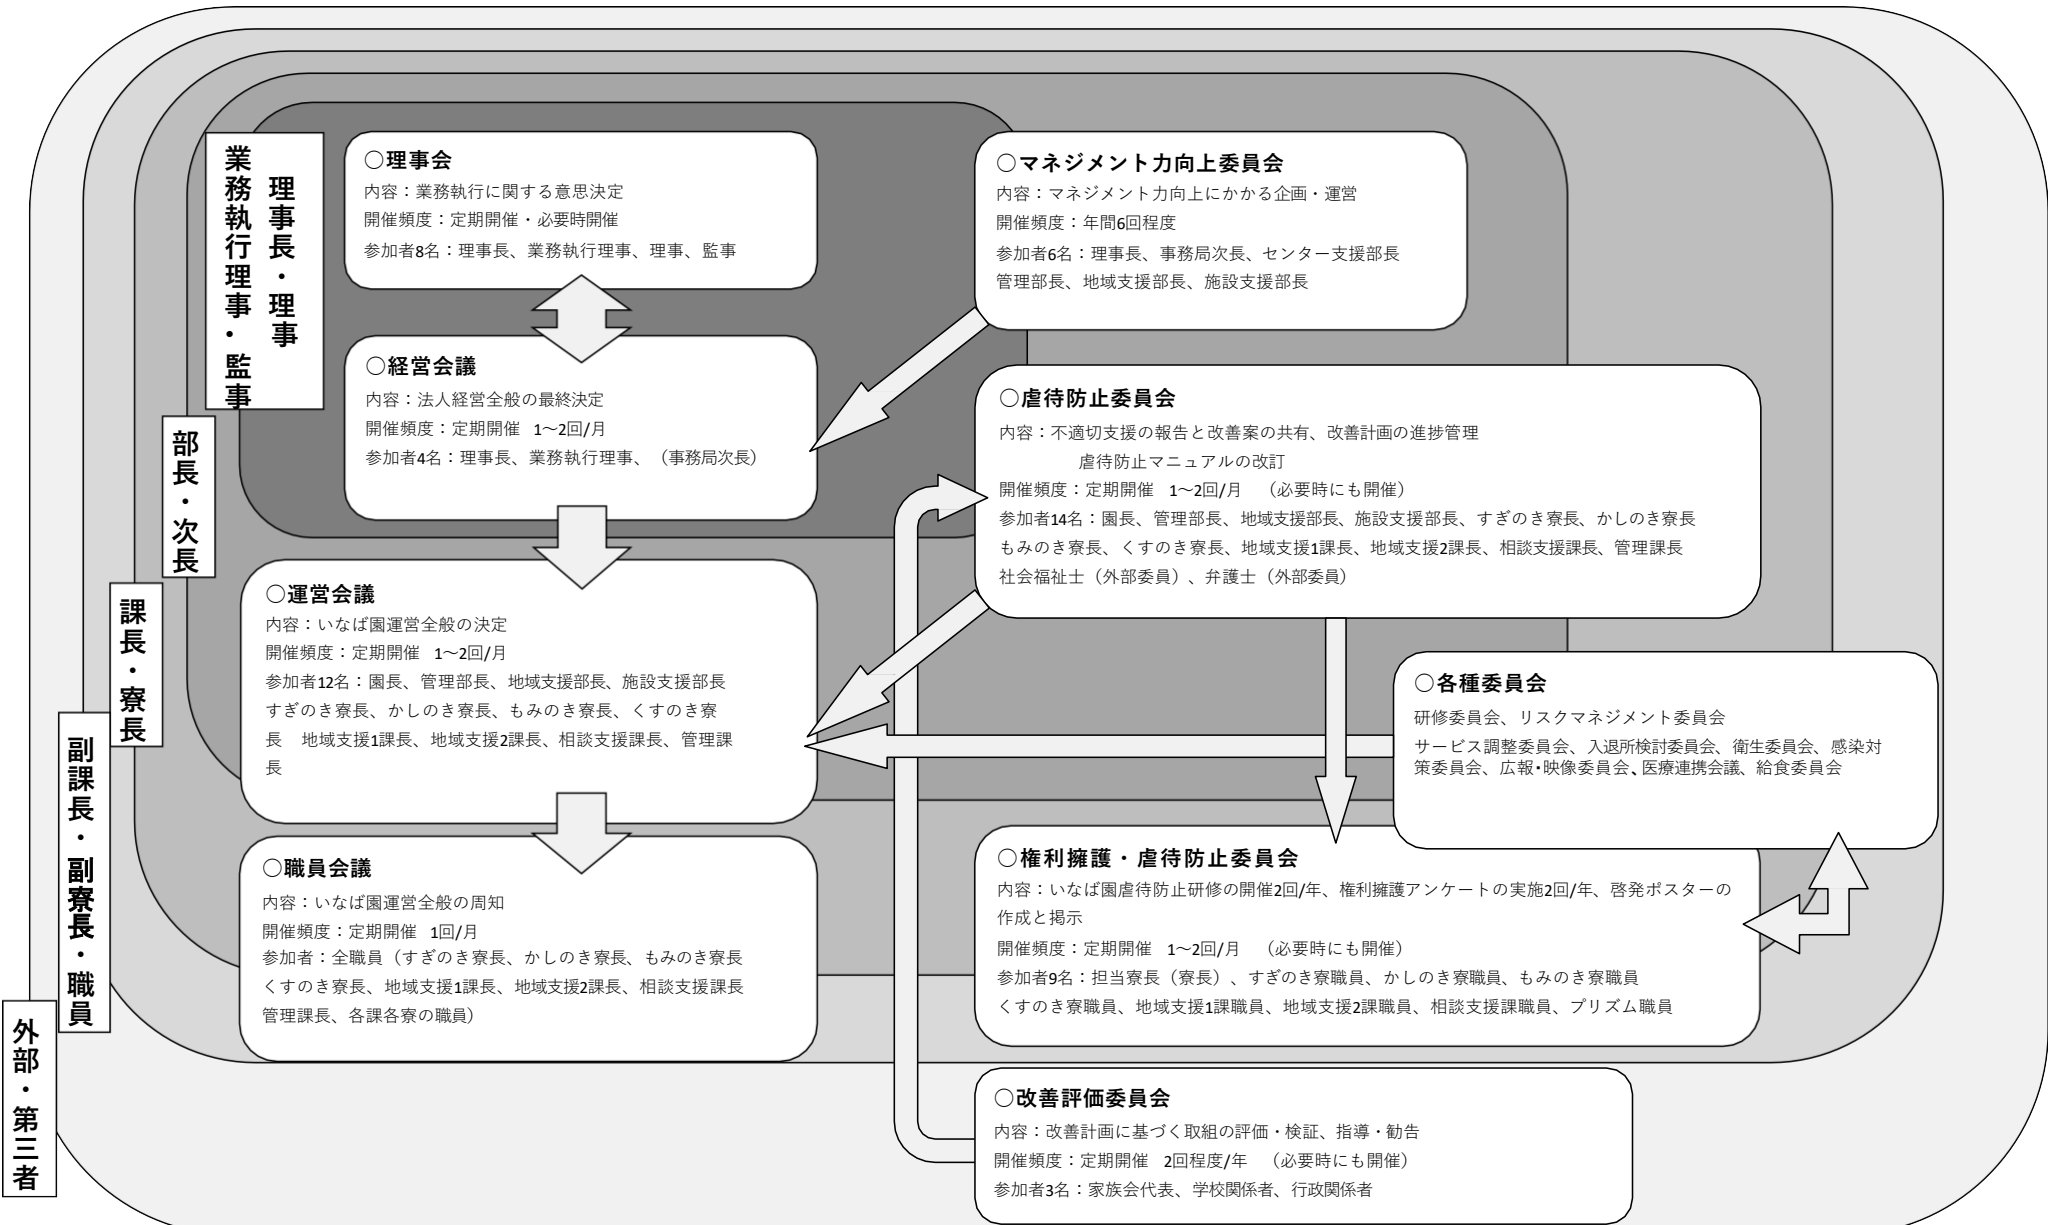 理事長・理事
業務執行理事・監事
部長・次長
課長・寮長
副課長・副寮長・職員
外部・第三者
○理事会
内容：業務執行に関する意思決定
開催頻度：定期開催・必要時開催
参加者8名：理事長、業務執行理事、理事、監事
○経営会議
内容：法人経営全般の最終決定
開催頻度：定期開催　1～2回/月
参加者4名：理事長、業務執行理事、（事務局次長）
○運営会議
内容：いなば園運営全般の決定
開催頻度：定期開催　1～2回/月
参加者12名：園長、管理部長、地域支援部長、施設支援部長
すぎのき寮長、かしのき寮長、もみのき寮長、くすのき寮
長　地域支援1課長、地域支援2課長、相談支援課長、管理課
長
○職員会議
内容：いなば園運営全般の周知
開催頻度：定期開催　1回/月
参加者：全職員（すぎのき寮長、かしのき寮長、もみのき寮長
くすのき寮長、地域支援1課長、地域支援2課長、相談支援課長
管理課長、各課各寮の職員）
○マネジメント力向上委員会
内容：マネジメント力向上にかかる企画・運営
開催頻度：年間6回程度
参加者6名：理事長、事務局次長、センター支援部長
管理部長、地域支援部長、施設支援部長
○虐待防止委員会
内容：不適切支援の報告と改善案の共有、改善計画の進捗管理
虐待防止マニュアルの改訂
開催頻度：定期開催　1～2回/月　（必要時にも開催）
参加者14名：園長、管理部長、地域支援部長、施設支援部長、すぎのき寮長、かしのき寮長
もみのき寮長、くすのき寮長、地域支援1課長、地域支援2課長、相談支援課長、管理課長
社会福祉士（外部委員）、弁護士（外部委員）
○各種委員会
研修委員会、リスクマネジメント委員会
サービス調整委員会、入退所検討委員会、衛生委員会、感染対
策委員会、広報・映像委員会、医療連携会議、給食委員会
○権利擁護・虐待防止委員会
内容：いなば園虐待防止研修の開催2回/年、権利擁護アンケートの実施2回/年、啓発ポスターの
作成と掲示
開催頻度：定期開催　1～2回/月　（必要時にも開催）
参加者9名：担当寮長（寮長）、すぎのき寮職員、かしのき寮職員、もみのき寮職員
くすのき寮職員、地域支援1課職員、地域支援2課職員、相談支援課職員、プリズム職員
○改善評価委員会
内容：改善計画に基づく取組の評価・検証、指導・勧告
開催頻度：定期開催　2回程度/年　（必要時にも開催）
参加者3名：家族会代表、学校関係者、行政関係者